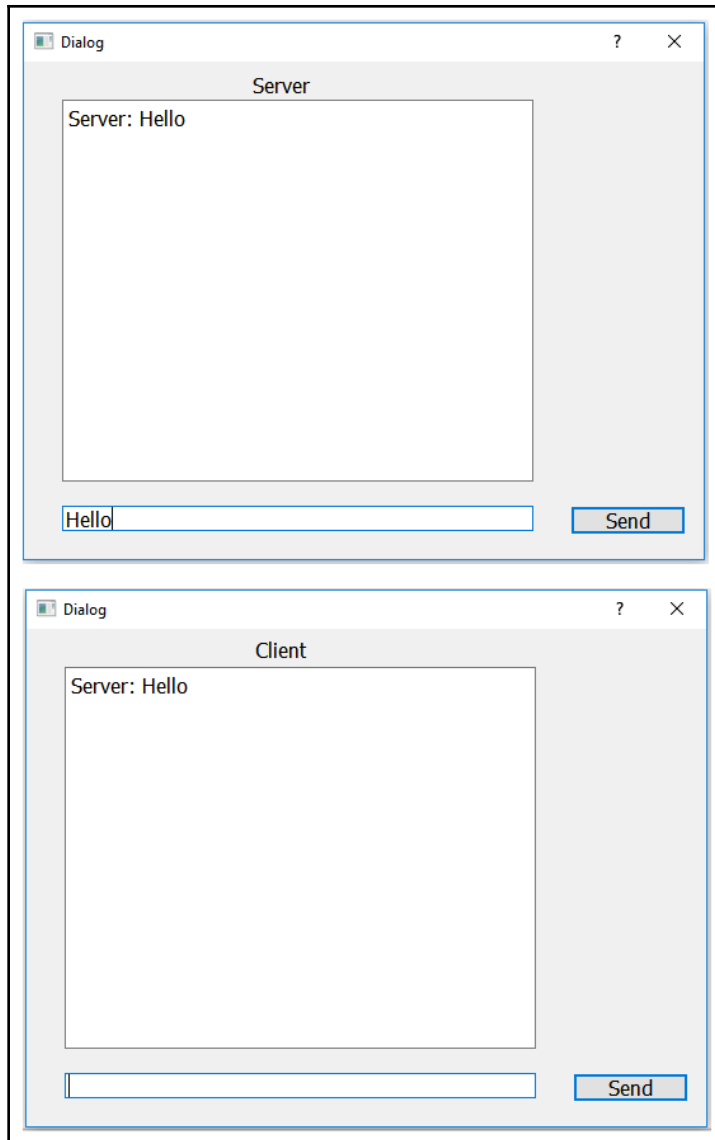 Dialog ?
Server
Server: Hello
Hello Send
Dialog ?
Client
Server: Hello
Send